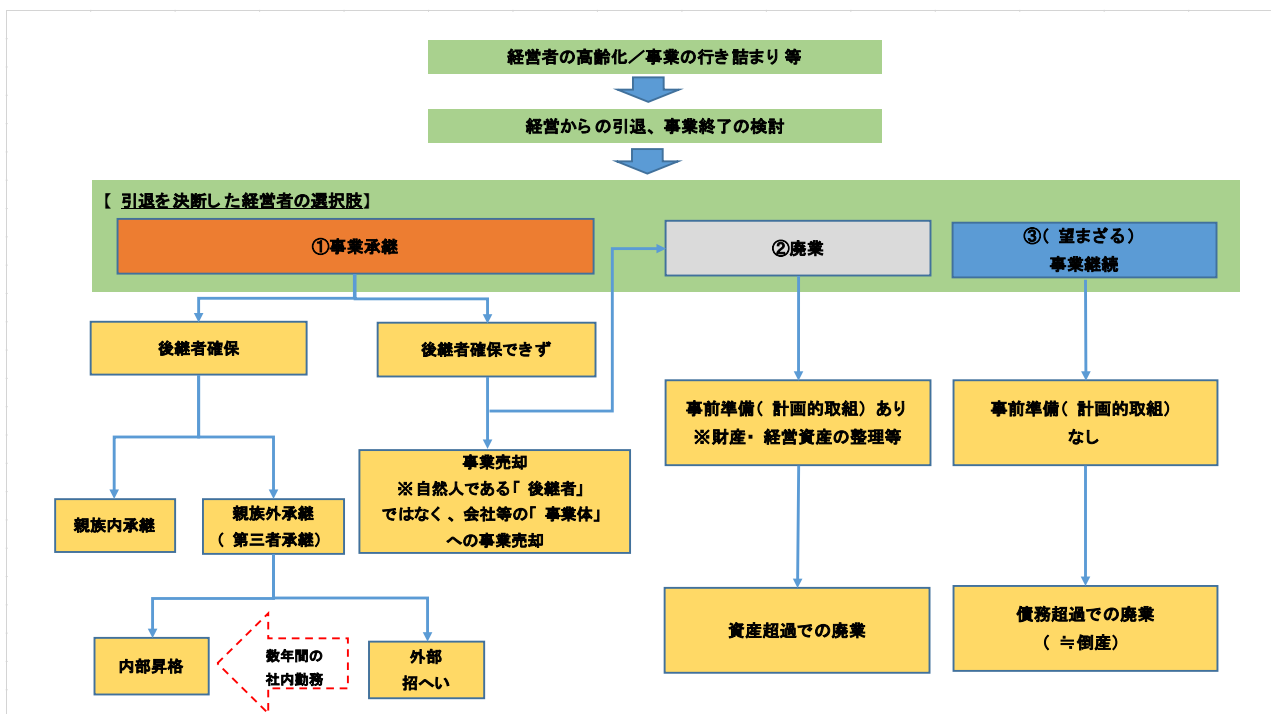 経営者の高齢化／事業の行き詰まり等
経営からの引退、事業終了の検討
【 引退を決断した経営者の選択肢】
①事業承継
②廃業
③( 望まざる)
事業継続
後継者確保
後継者確保できず
事前準備( 計画的取組) あり
※財産・ 経営資産の整理等
事前準備( 計画的取組)
なし
事業売却
※自然人である「 後継者」
ではなく 、会社等の「 事業体」
への事業売却
親族内承継
親族外承継
( 第三者承継)
資産超過での廃業
債務超過での廃業
( ≒倒産)
内部昇格
数年間の
社内勤務
外部
招へい